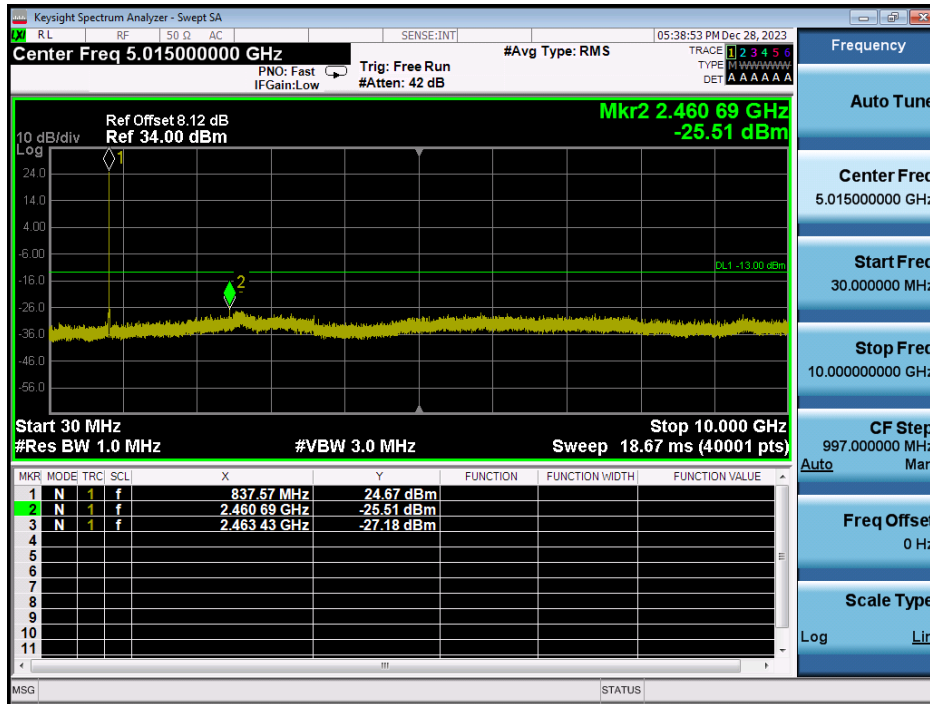 Keysight Spectrum Analyzer - Swept SA
LXI RL RF 50 Ω AC SENSE:INT 05:38:53 PM Dec 28, 2023
Center Freq 5.015000000 GHz
PNO: Fast
IFGain:Low
Trig: Free Run
#Atten: 42 dB
#Avg Type: RMS
TRACE 1 2 3 4 5 6
TYPE M W W W W W
DET A A A A A A
Mkr2 2.460 69 GHz
-25.51 dBm
Ref Offset 8.12 dB
10 dB/div Ref 34.00 dBm
Log
1
24.0
14.0
4.00
-6.00
DL1 -13.00 dBm
-16.0
2
-26.0
-36.0
-46.0
-56.0
Start 30 MHz Stop 10.000 GHz
#Res BW 1.0 MHz #VBW 3.0 MHz Sweep 18.67 ms (40001 pts)
MKR MODE TRC SCL X Y FUNCTION FUNCTION WIDTH FUNCTION VALUE
1 N 1 f 837.57 MHz 24.67 dBm
2 N 1 f 2.460 69 GHz -25.51 dBm
3 N 1 f 2.463 43 GHz -27.18 dBm
4
5
6
7
8
9
10
11
MSG STATUS
Frequency
Auto Tune
Center Freq
5.015000000 GHz
Start Freq
30.000000 MHz
Stop Freq
10.000000000 GHz
CF Step
997.000000 MHz
Auto Man
Freq Offset
0 Hz
Scale Type
Log Lin